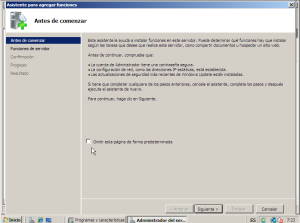 Asistente para agregar funciones
Antes de comenzar
Antes de comenzar
Funciones de servidor
Confirmación
Progreso
Resultado
Este asistente le ayuda a instalar funciones en este servidor. Puede determinar qué funciones hay que instalar
según las tareas que desee que realice este servidor, como compartir documentos u hospedar un sitio web.
Antes de continuar, compruebe que:
• La cuenta de Administrador tiene una contraseña segura.
• La configuración de red, como las direcciones IP estáticas, está establecida.
• Las actualizaciones de seguridad más recientes de Windows Update están instaladas.
Si tiene que completar cualquiera de los pasos anteriores, cancele el asistente, complete los pasos y después
ejecute el asistente de nuevo.
Para continuar, haga clic en Siguiente.
Omitir esta página de forma predeterminada
< Anterior
Siguiente >
Instalar
Cancelar
Inicio
Programas y características
Administrador del ser...
ES
7:23